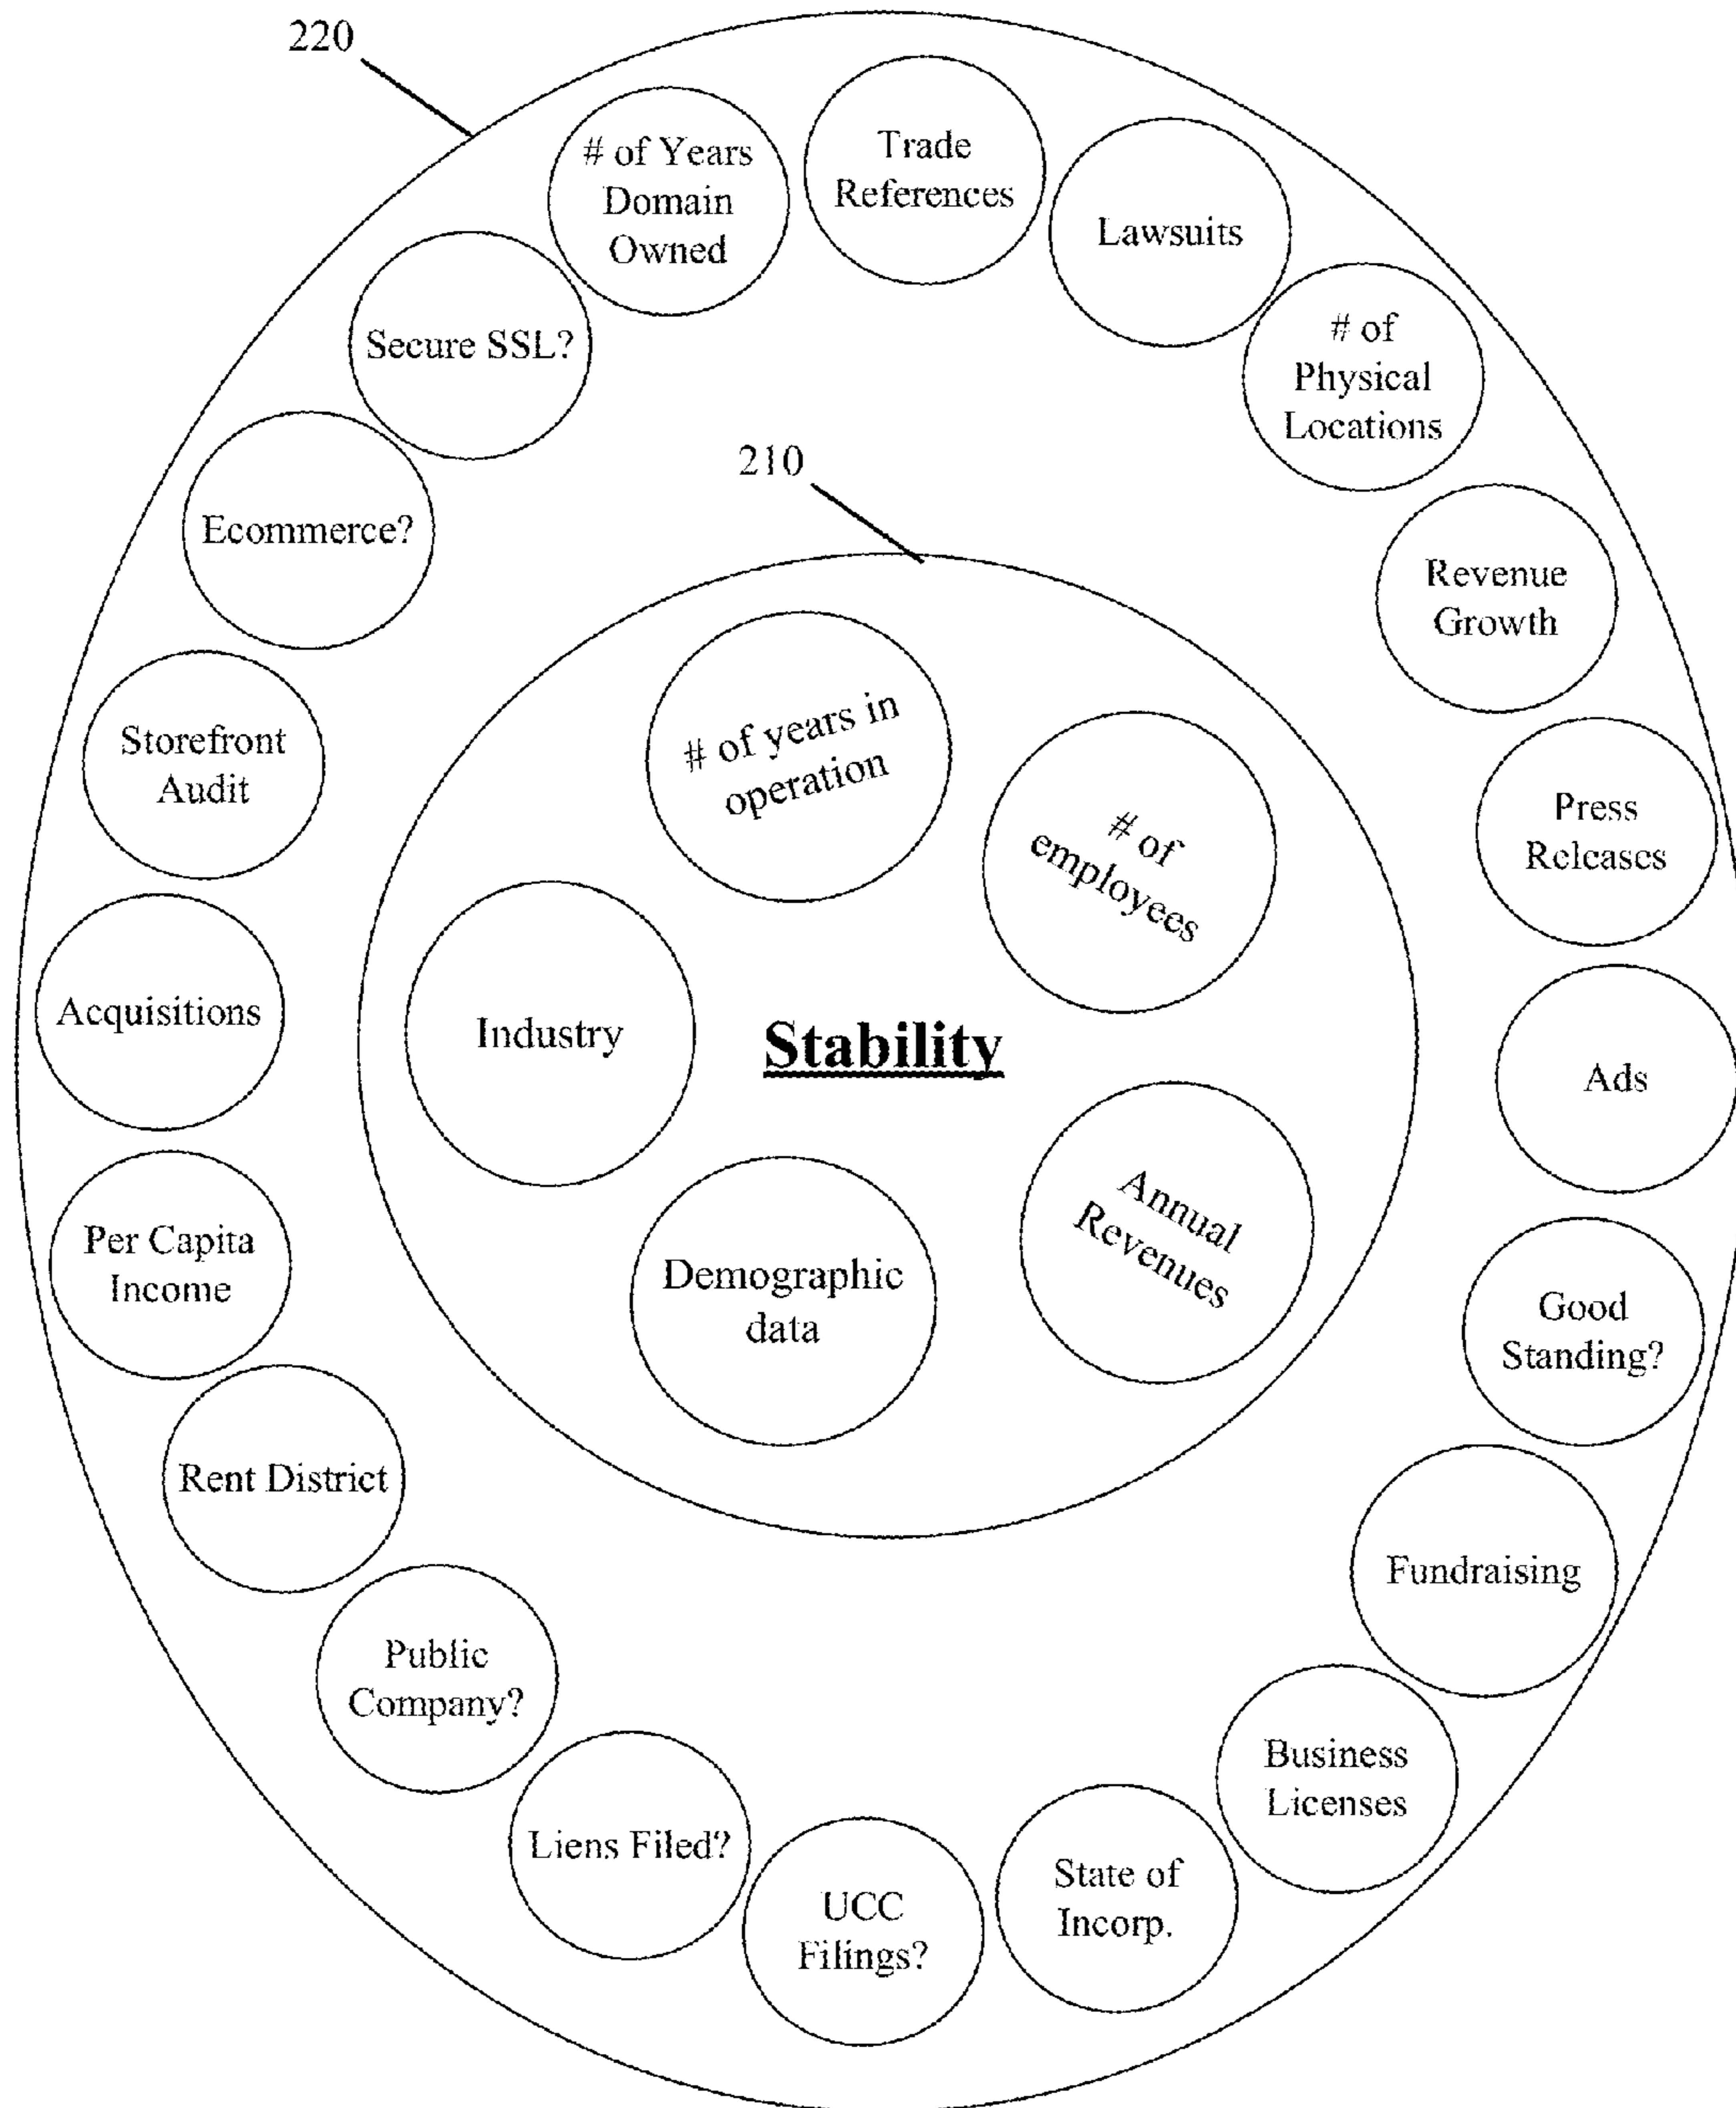 220
# of Years
Domain
Owned
Trade
References
Lawsuits
# of
Physical
Locations
Secure SSL?
Ecommerce?
210
Revenue
Growth
Storefront
Audit
# of years in
operation
# of
employees
Press
Releases
Acquisitions
Industry
Stability
Ads
Per Capita
Income
Demographic
data
Annual
Revenues
Good
Standing?
Rent District
Fundraising
Public
Company?
Business
Licenses
Liens Filed?
UCC
Filings?
State of
Incorp.